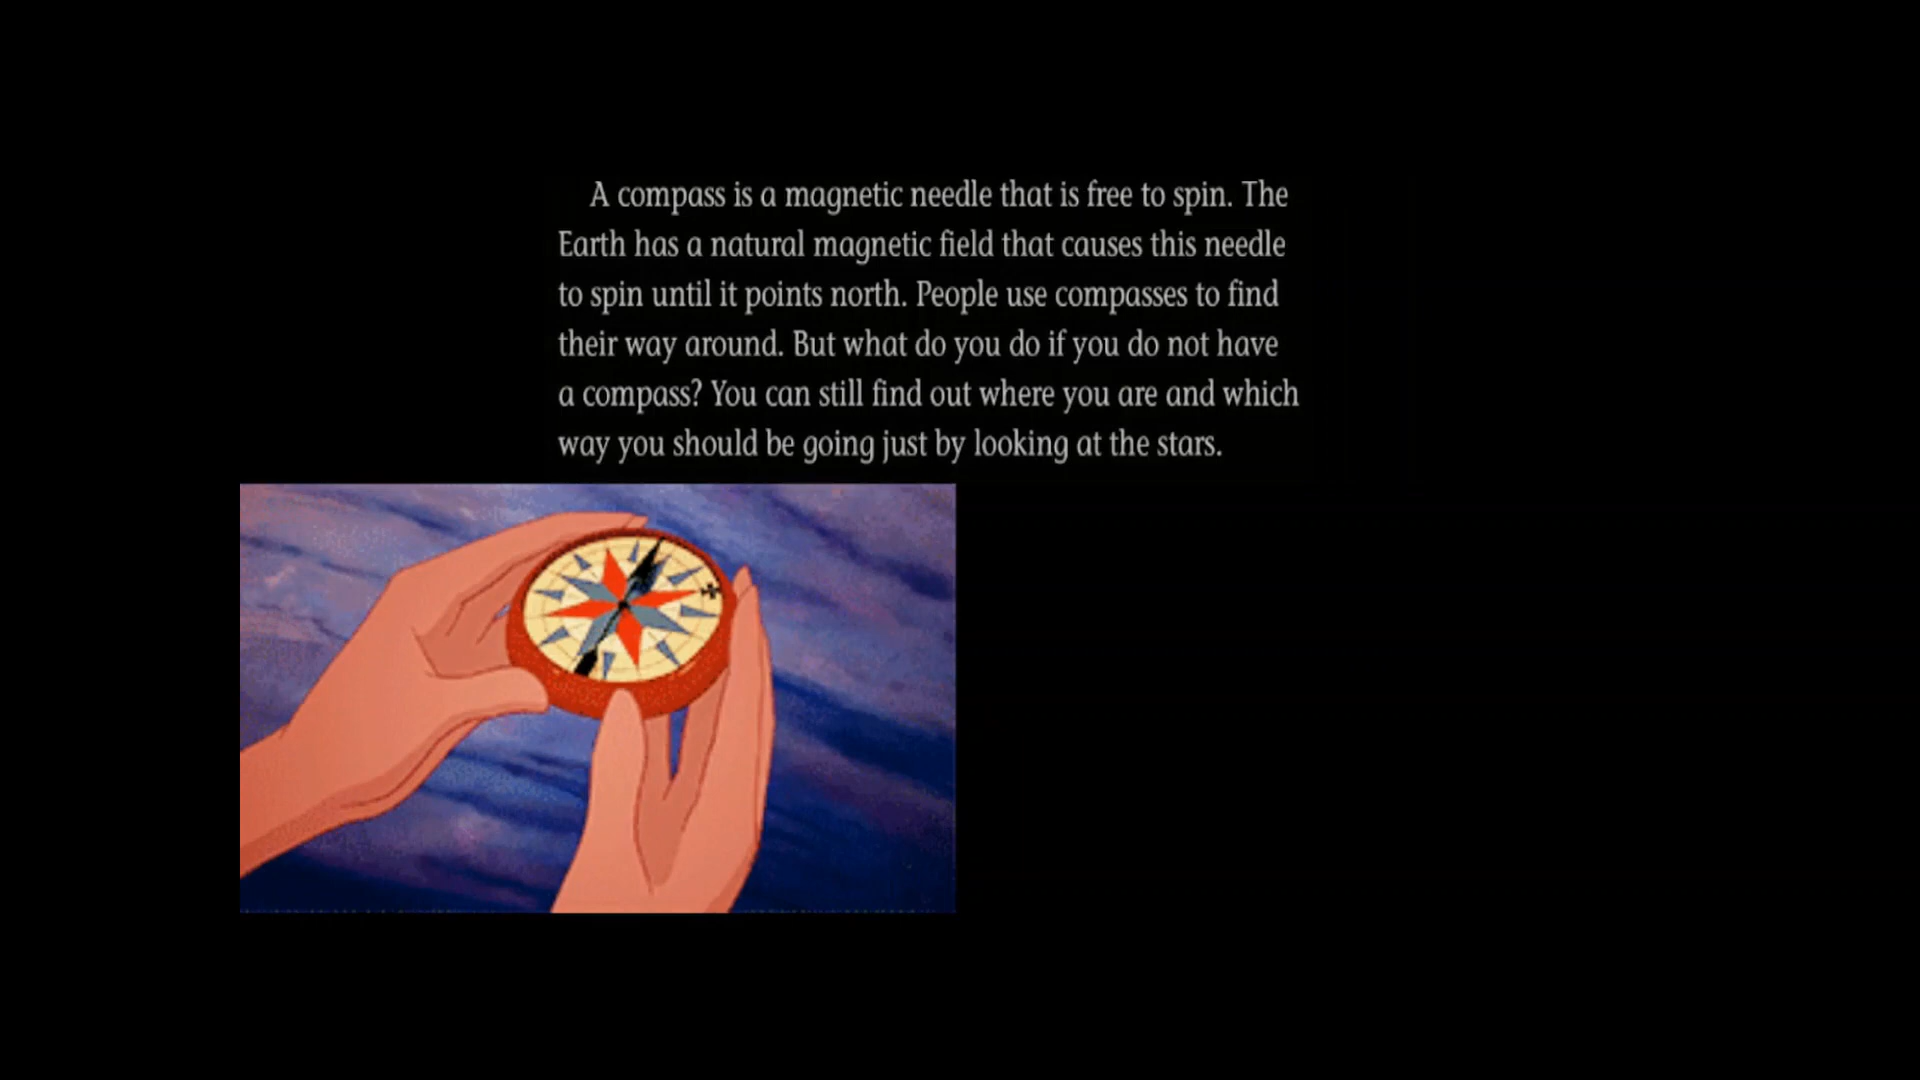 A compass is a magnetic needle that is free to spin. The
Earth has a natural magnetic field that causes this needle
to spin until it points north. People use compasses to find
their way around. But what do you do if you do not have
a compass? You can still find out where you are and which
way you should be going just by looking at the stars.